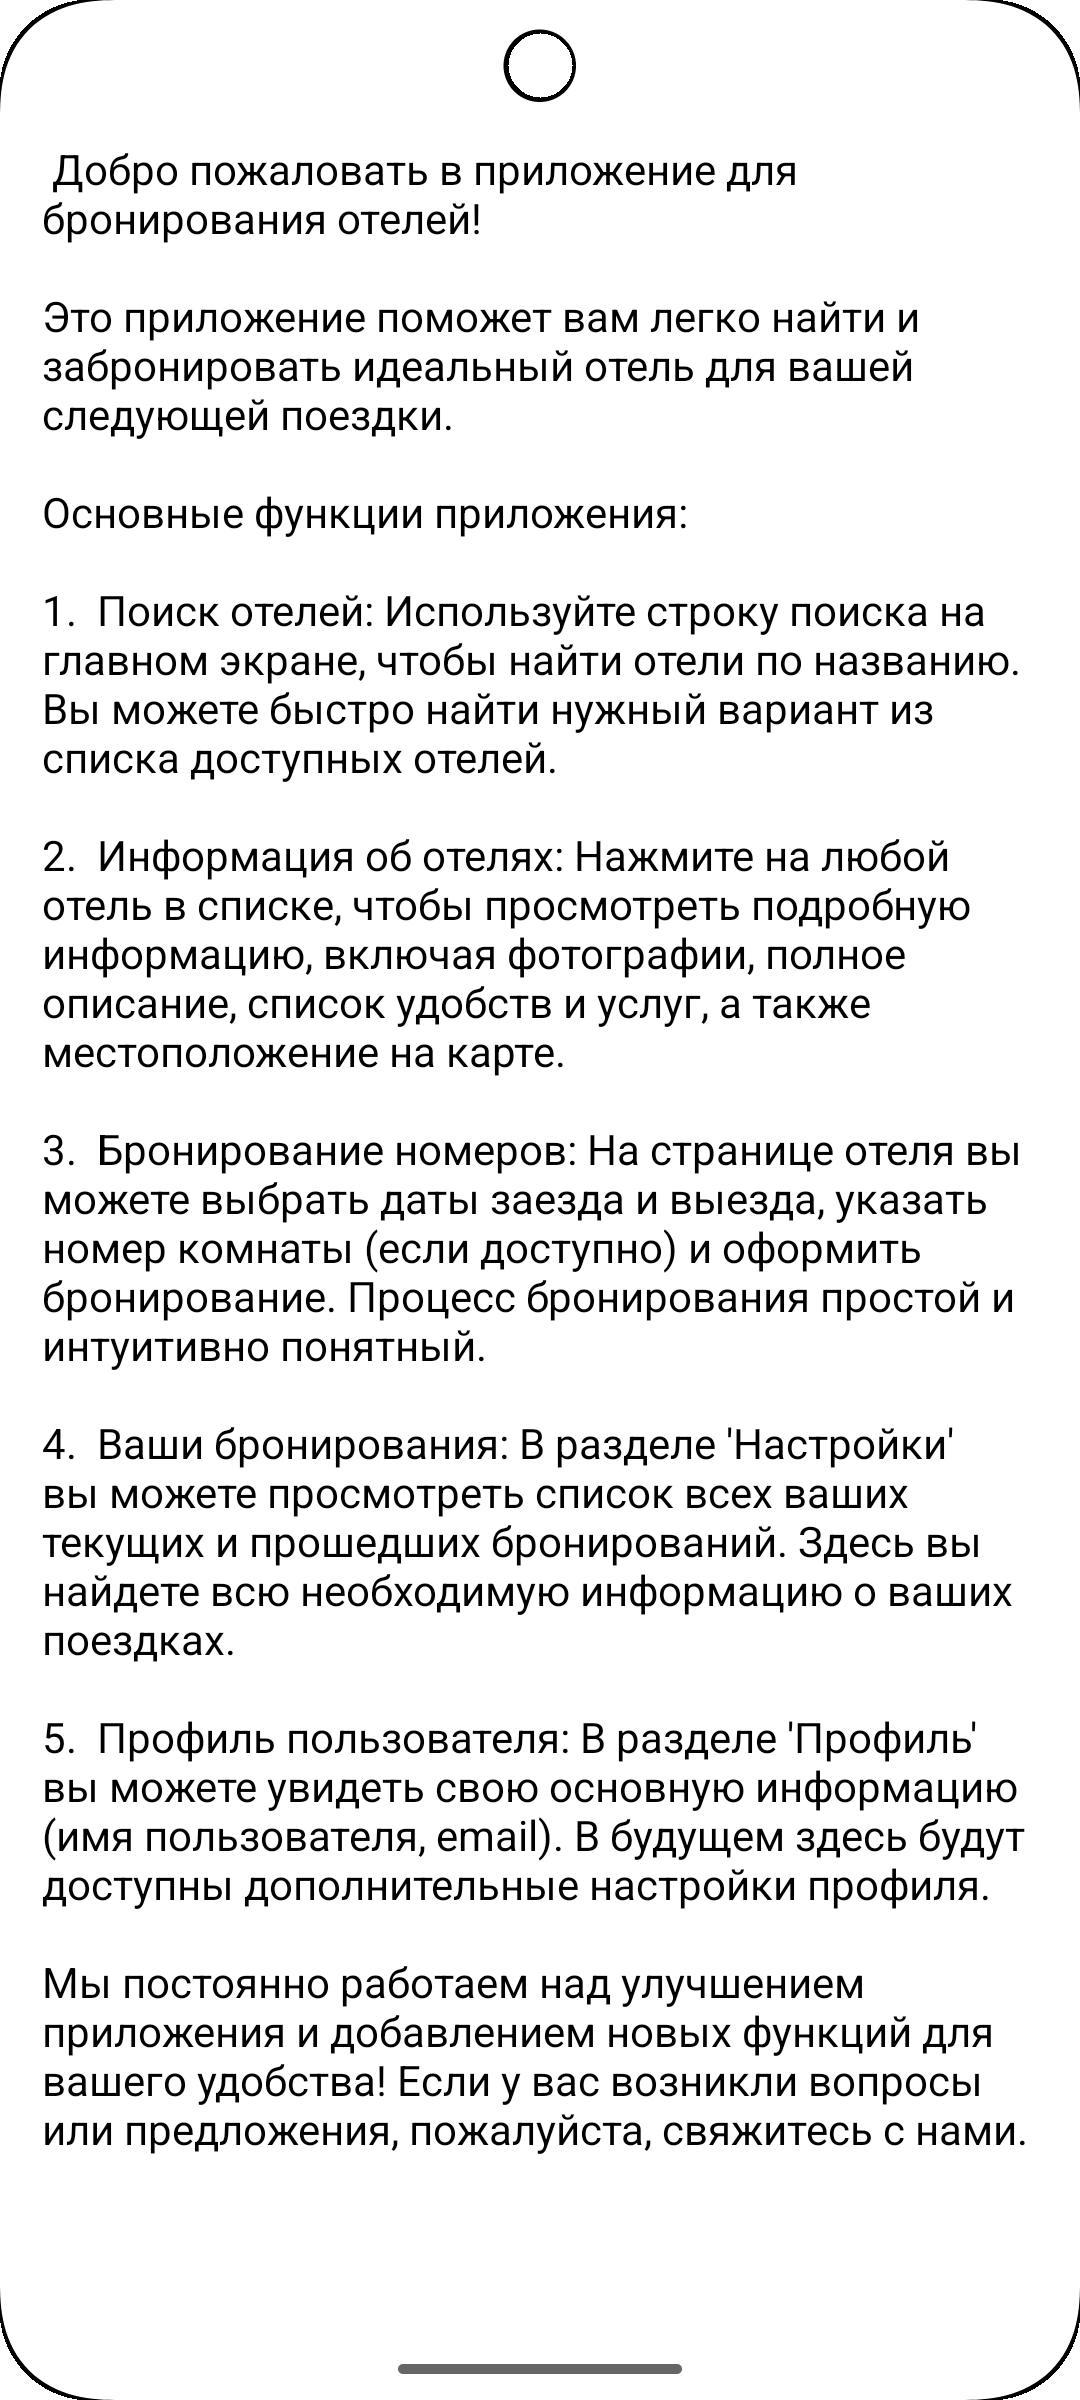 Добро пожаловать в приложение для
бронирования отелей!
Это приложение поможет вам легко найти и
забронировать идеальный отель для вашей
следующей поездки.
Основные функции приложения:
1.  Поиск отелей: Используйте строку поиска на
главном экране, чтобы найти отели по названию.
Вы можете быстро найти нужный вариант из
списка доступных отелей.
2.  Информация об отелях: Нажмите на любой
отель в списке, чтобы просмотреть подробную
информацию, включая фотографии, полное
описание, список удобств и услуг, а также
местоположение на карте.
3.  Бронирование номеров: На странице отеля вы
можете выбрать даты заезда и выезда, указать
номер комнаты (если доступно) и оформить
бронирование. Процесс бронирования простой и
интуитивно понятный.
4.  Ваши бронирования: В разделе 'Настройки'
вы можете просмотреть список всех ваших
текущих и прошедших бронирований. Здесь вы
найдете всю необходимую информацию о ваших
поездках.
5.  Профиль пользователя: В разделе 'Профиль'
вы можете увидеть свою основную информацию
(имя пользователя, email). В будущем здесь будут
доступны дополнительные настройки профиля.
Мы постоянно работаем над улучшением
приложения и добавлением новых функций для
вашего удобства! Если у вас возникли вопросы
или предложения, пожалуйста, свяжитесь с нами.